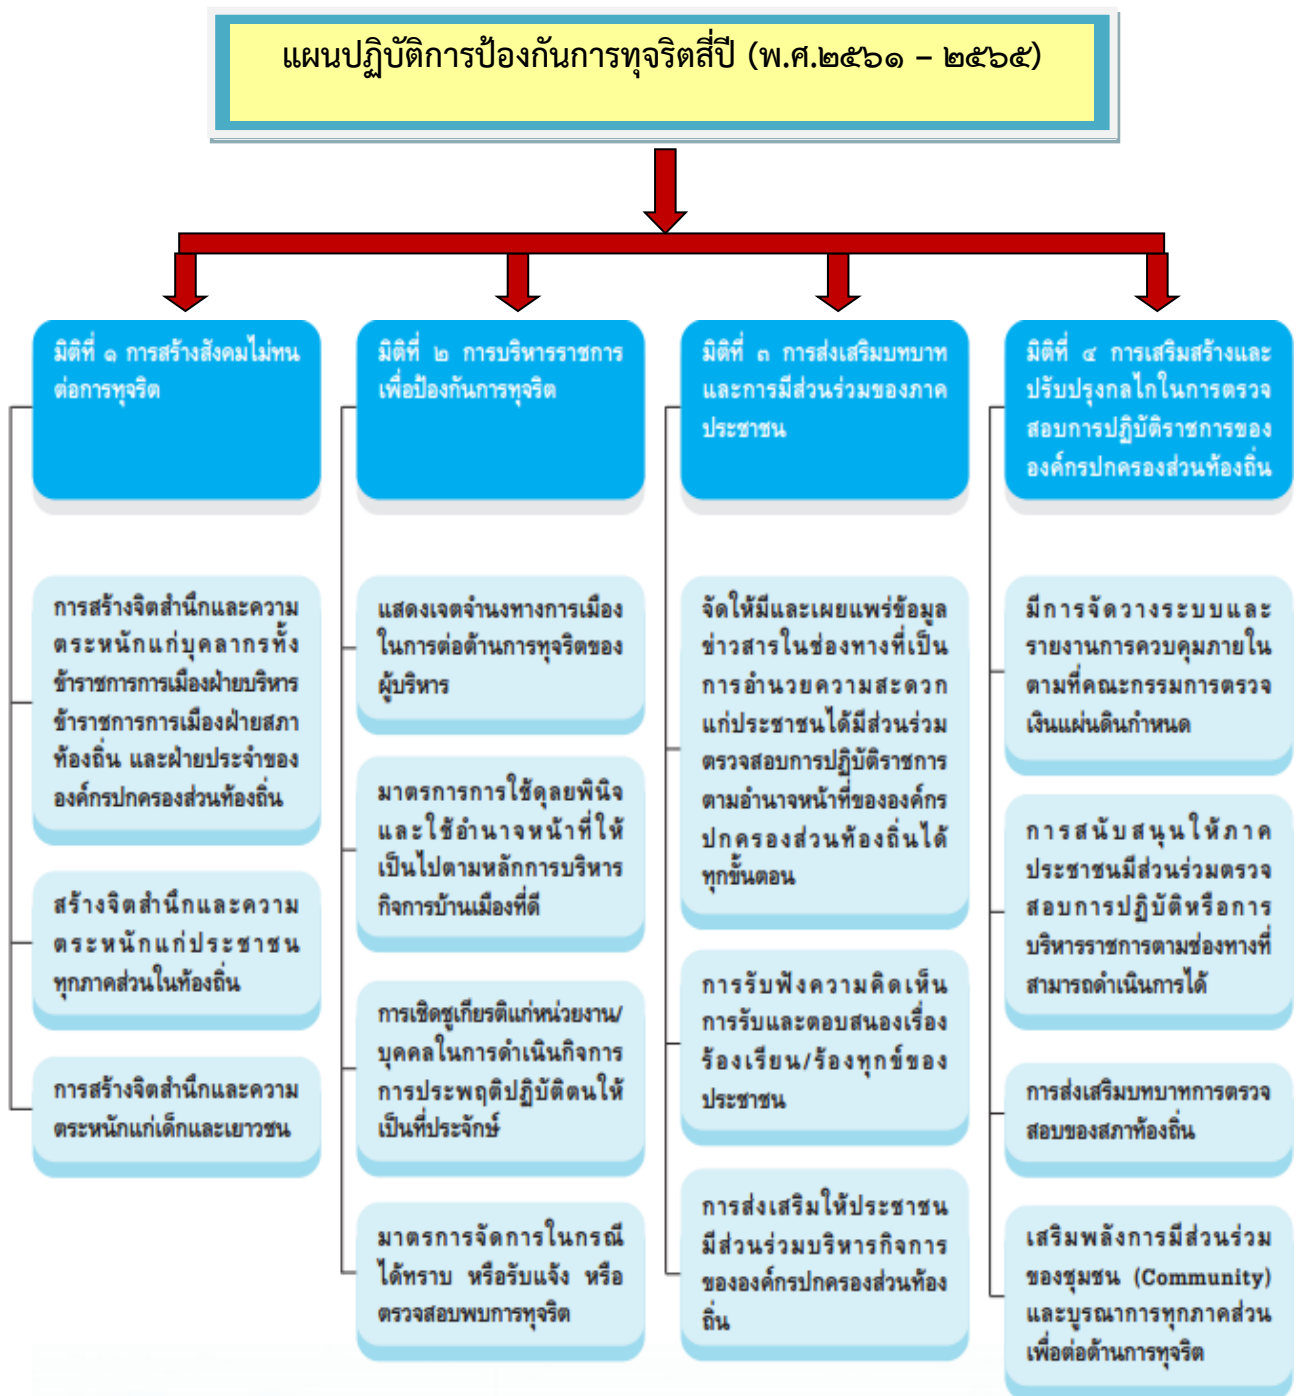 แผนปฏิบัติการป้องกันการทุจริตสี่ปี (พ.ศ.๒๕๖๑ – ๒๕๖๕)
มิติที่ ๑ การสร้างสังคมไม่ทน
ต่อการทุจริต
การสร้างจิตสำนึกและความ
ตระหนักแก่บุคลากรทั้ง
ข้าราชการการเมืองฝ่ายบริหาร
ข้าราชการการเมืองฝ่ายสภา
ท้องถิ่น และฝ่ายประจำของ
องค์กรปกครองส่วนท้องถิ่น
สร้างจิตสำนึกและความ
ตระหนักแก่ประชาชน
ทุกภาคส่วนในท้องถิ่น
การสร้างจิตสำนึกและความ
ตระหนักแก่เด็กและเยาวชน
มิติที่ ๒ การบริหารราชการ
เพื่อป้องกันการทุจริต
แสดงเจตจำนงทางการเมือง
ในการต่อต้านการทุจริตของ
ผู้บริหาร
มาตรการการใช้ดุลยพินิจ
และใช้อำนาจหน้าที่ให้
เป็นไปตามหลักการบริหาร
กิจการบ้านเมืองที่ดี
การเชิดชูเกียรติแก่หน่วยงาน/
บุคคลในการดำเนินกิจการ
การประพฤติปฏิบัติตนให้
เป็นที่ประจักษ์
มาตรการจัดการในกรณี
ได้ทราบ หรือรับแจ้ง หรือ
ตรวจสอบพบการทุจริต
มิติที่ ๓ การส่งเสริมบทบาท
และการมีส่วนร่วมของภาค
ประชาชน
จัดให้มีและเผยแพร่ข้อมูล
ข่าวสารในช่องทางที่เป็น
การอำนวยความสะดวก
แก่ประชาชนได้มีส่วนร่วม
ตรวจสอบการปฏิบัติราชการ
ตามอำนาจหน้าที่ขององค์กร
ปกครองส่วนท้องถิ่นได้
ทุกขั้นตอน
การรับฟังความคิดเห็น
การรับและตอบสนองเรื่อง
ร้องเรียน/ร้องทุกข์ของ
ประชาชน
การส่งเสริมให้ประชาชน
มีส่วนร่วมบริหารกิจการ
ขององค์กรปกครองส่วนท้อง
ถิ่น
มิติที่ ๔ การเสริมสร้างและ
ปรับปรุงกลไกในการตรวจ
สอบการปฏิบัติราชการของ
องค์กรปกครองส่วนท้องถิ่น
มีการจัดวางระบบและ
รายงานการควบคุมภายใน
ตามที่คณะกรรมการตรวจ
เงินแผ่นดินกำหนด
การสนับสนุนให้ภาค
ประชาชนมีส่วนร่วมตรวจ
สอบการปฏิบัติหรือการ
บริหารราชการตามช่องทางที่
สามารถดำเนินการได้
การส่งเสริมบทบาทการตรวจ
สอบของสภาท้องถิ่น
เสริมพลังการมีส่วนร่วม
ของชุมชน (Community)
และบูรณาการทุกภาคส่วน
เพื่อต่อต้านการทุจริต